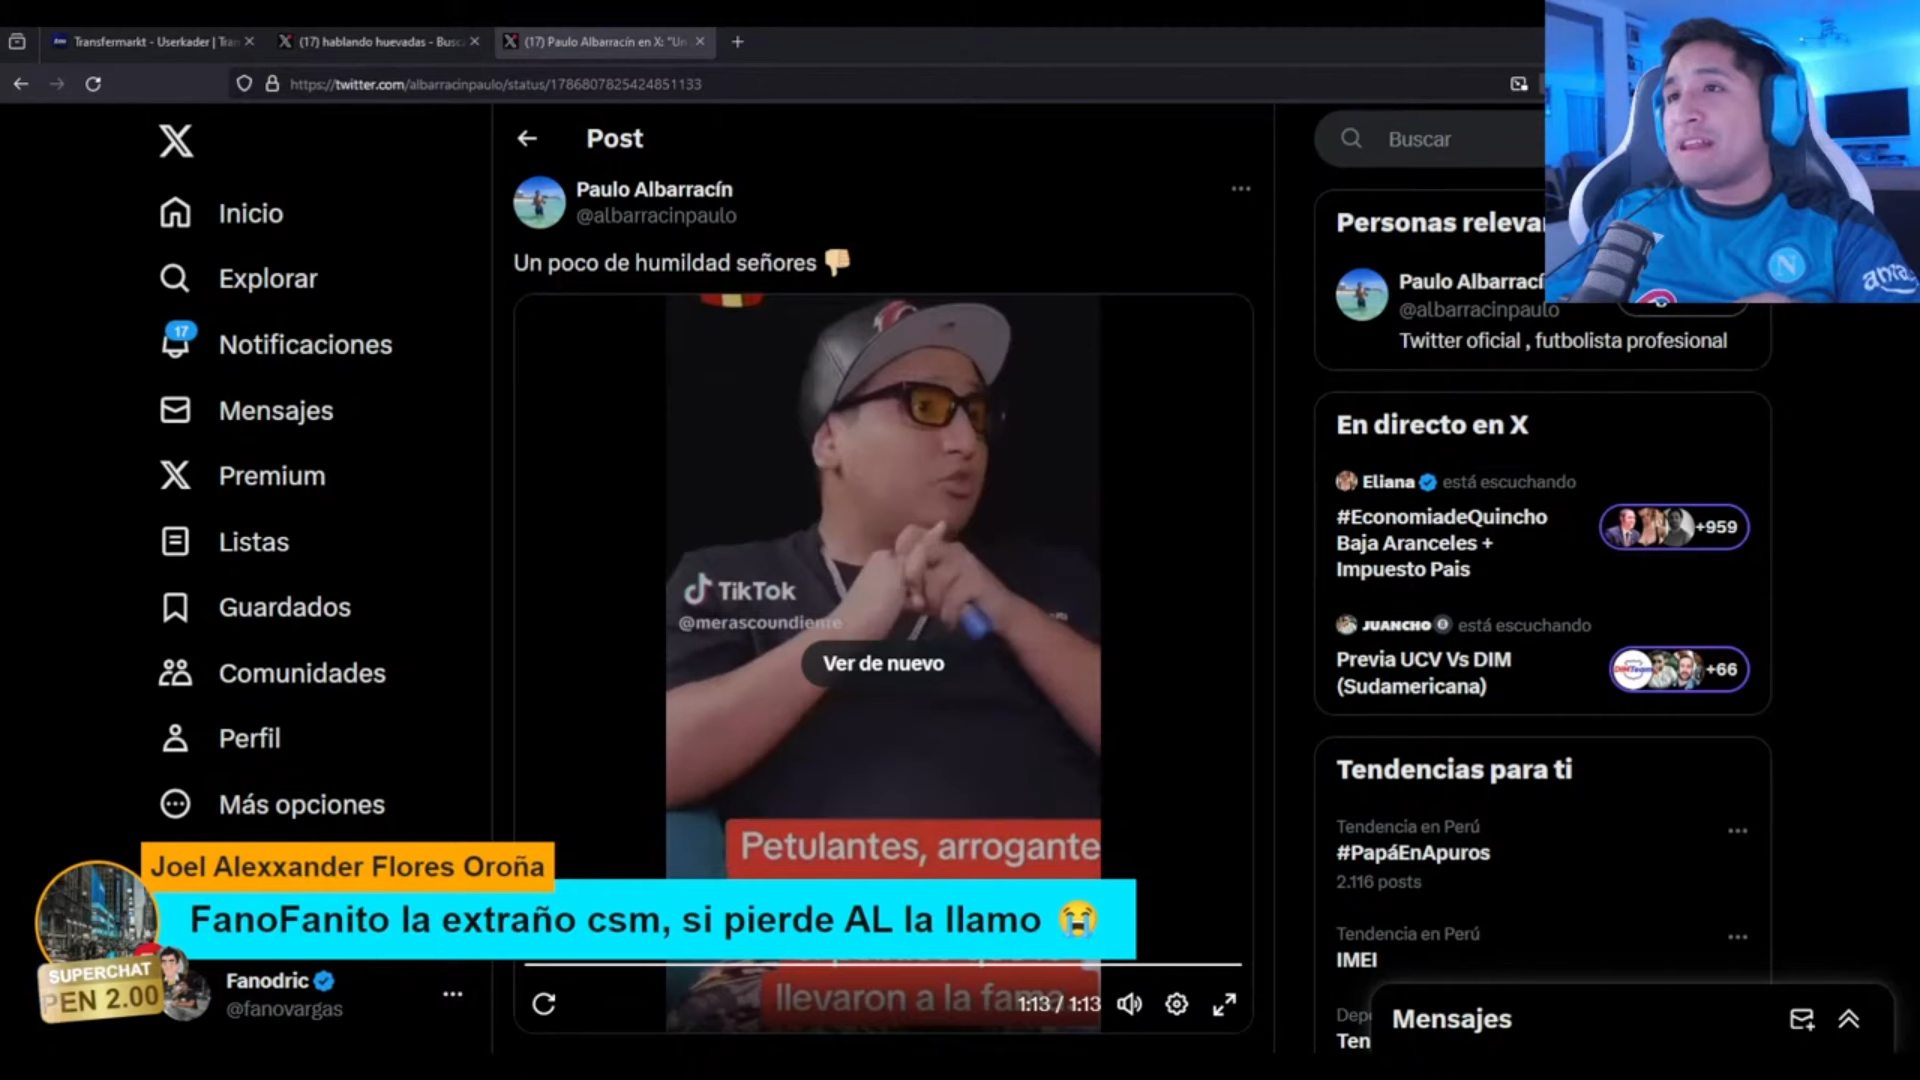 Transfermarkt - Userkader | Tran
(17) hablando huevadas - Busc
(17) Paulo Albarracín en X: "Un
https://twitter.com/albarracinpaulo/status/1786807825424851133
Post
Buscar
Inicio
Explorar
17
Notificaciones
Mensajes
Premium
Listas
Guardados
Comunidades
Perfil
Más opciones
Paulo Albarracín
@albarracinpaulo
Un poco de humildad señores 👎🏼
TikTok
@merascoundiente
Ver de nuevo
Petulantes, arrogante
llevaron a la fama
1:13 / 1:13
Personas releva
Paulo Albarrací
@albarracinpaulo
Twitter oficial , futbolista profesional
En directo en X
Eliana está escuchando
#EconomiadeQuincho
Baja Aranceles +
Impuesto Pais
+959
JUANCHO está escuchando
Previa UCV Vs DIM
(Sudamericana)
+66
Tendencias para ti
Tendencia en Perú
#PapáEnApuros
2.116 posts
Tendencia en Perú
IMEI
Depo
Ten
Mensajes
Joel Alexxander Flores Oroña
FanoFanito la extraño csm, si pierde AL la llamo 😭
SUPERCHAT
PEN 2.00
Fanodric
@fanovargas
N